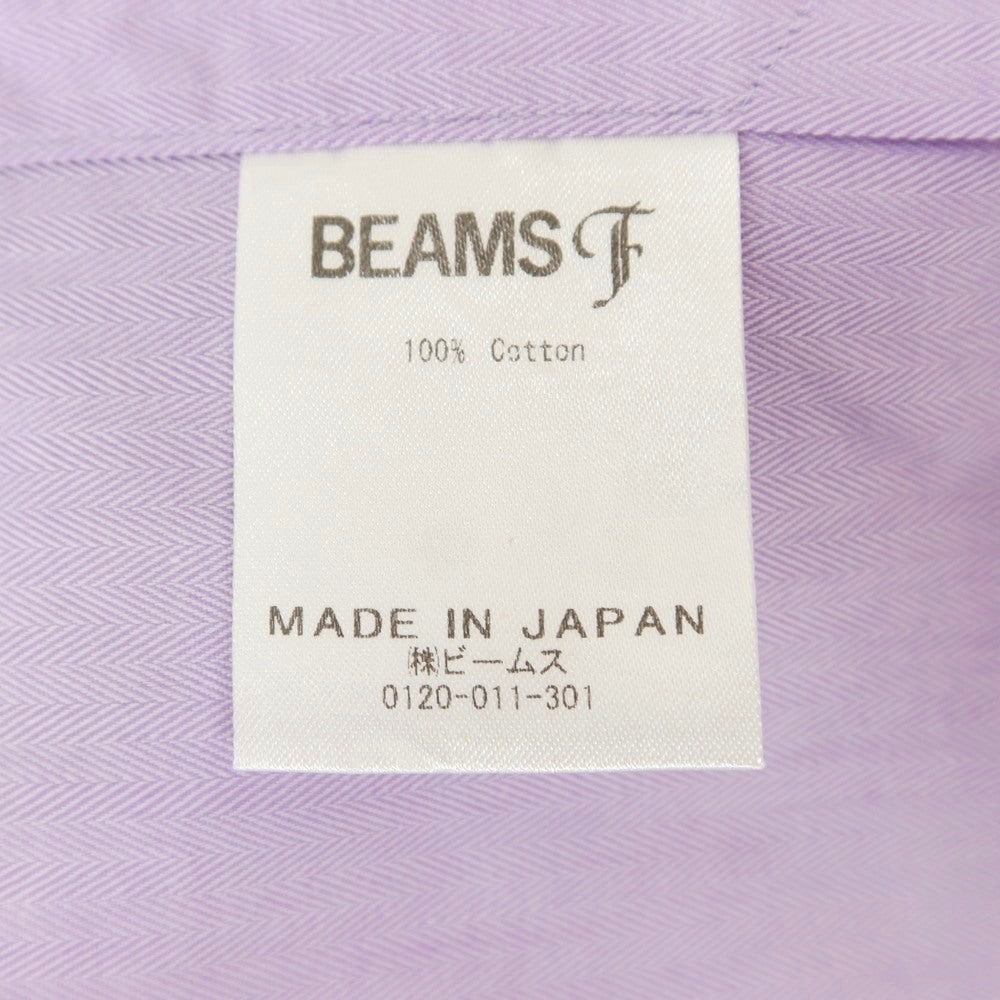 BEAMS F
100% Cotton
MADE IN JAPAN
㈱ビームス
0120-011-301